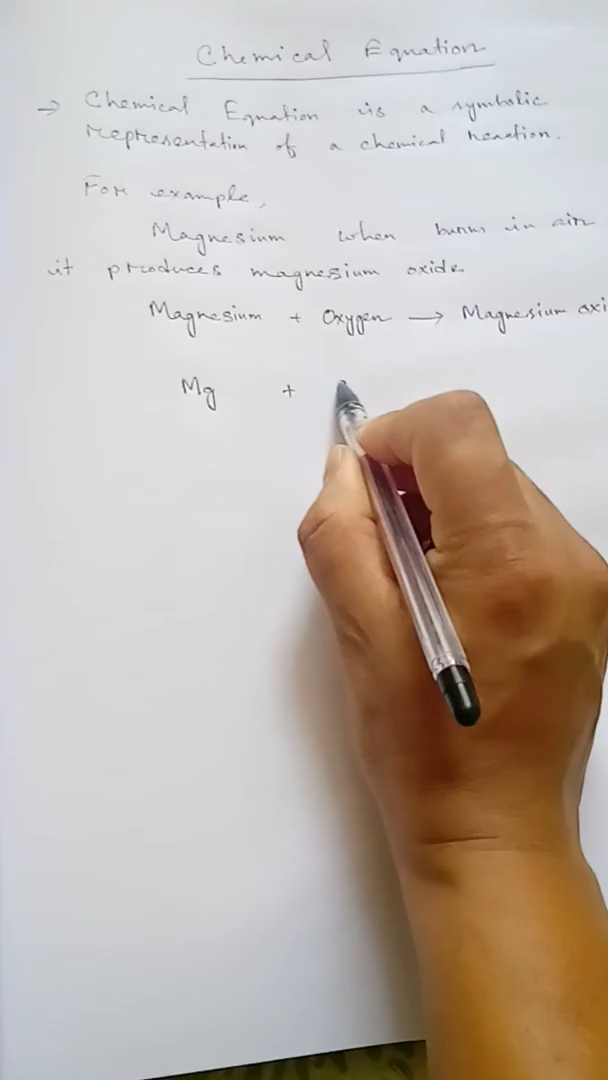 Chemical Equation
→ Chemical Equation is a symbolic
representation of a chemical reaction.
For example,
Magnesium when burns in air
it produces magnesium oxide
Magnesium + Oxygen → Magnesium oxi
Mg +